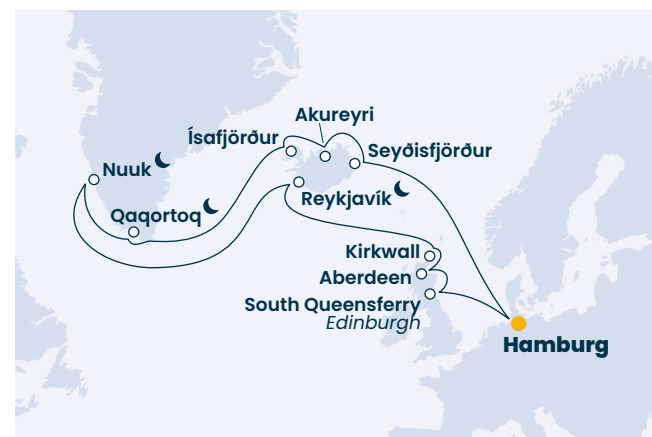 Akureyri
Ísafjörður
Seyðisfjörður
Nuuk
Reykjavík
Qaqortoq
Kirkwall
Aberdeen
South Queensferry
Edinburgh
Hamburg